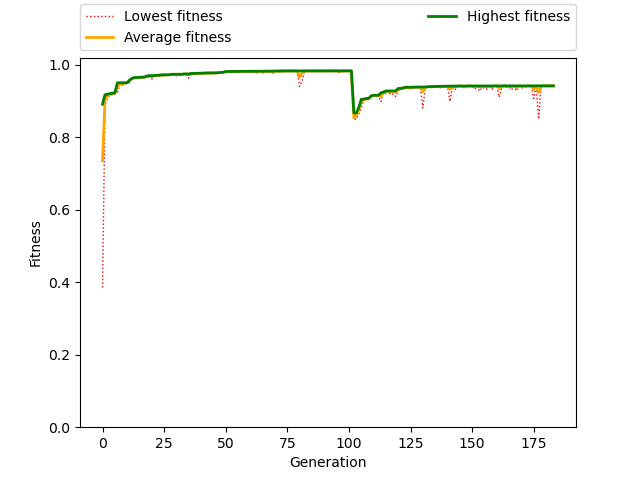 Lowest fitness
Average fitness
Highest fitness
1.0
0.8
0.6
0.4
0.2
0.0
Fitness
0 25 50 75 100 125 150 175
Generation